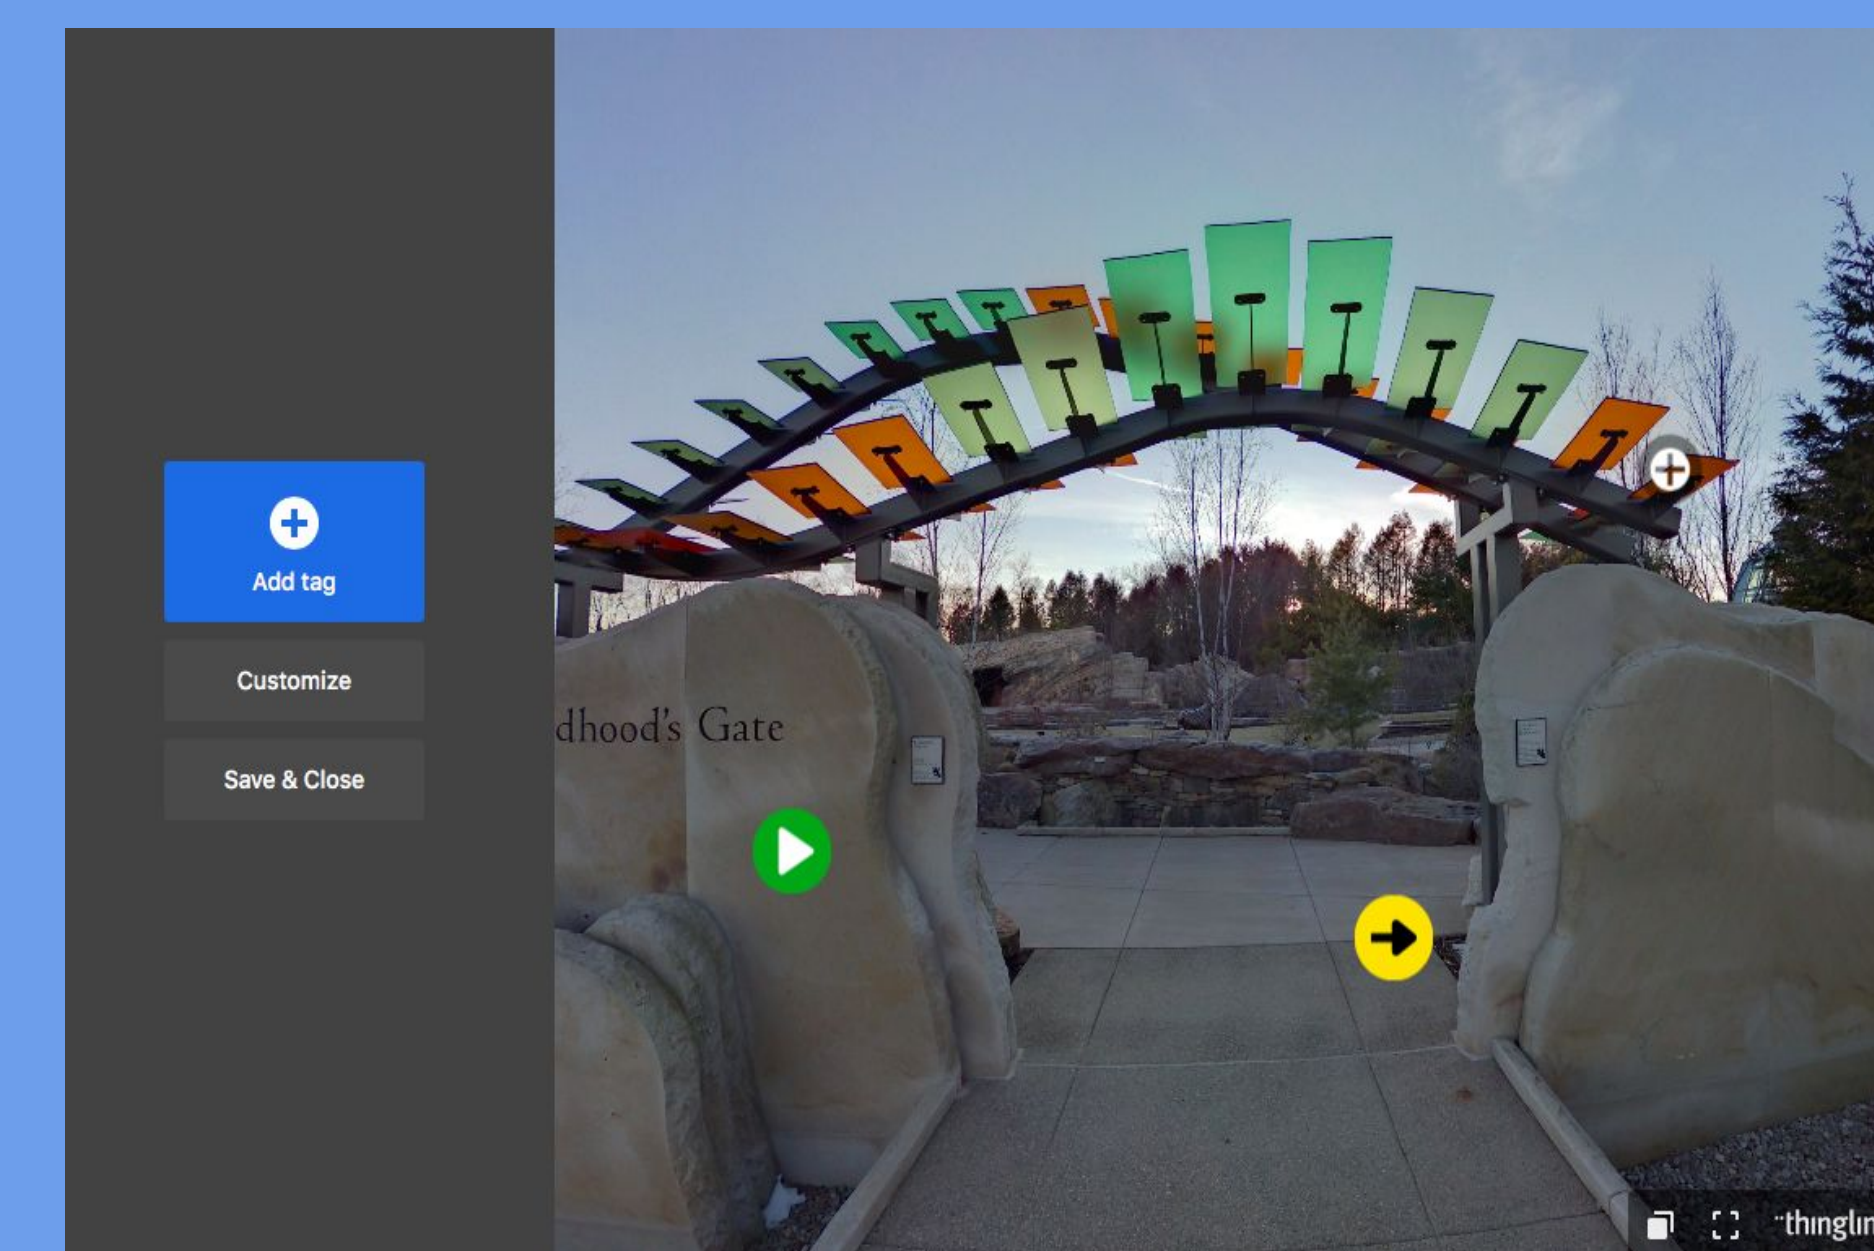 Add tag
Customize
Save & Close
dhood's Gate
thinglin